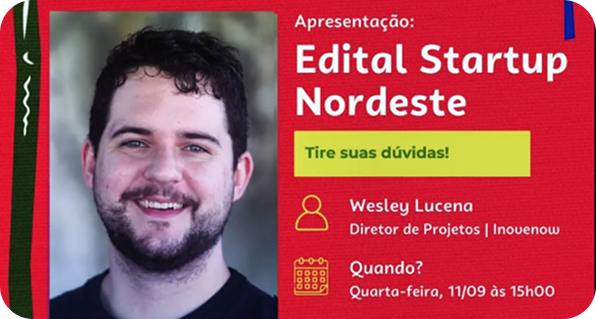 Apresentação:
Edital Startup
Nordeste
Tire suas dúvidas!
Wesley Lucena
Diretor de Projetos | Inovenow
Quando?
Quarta-feira, 11/09 às 15h00